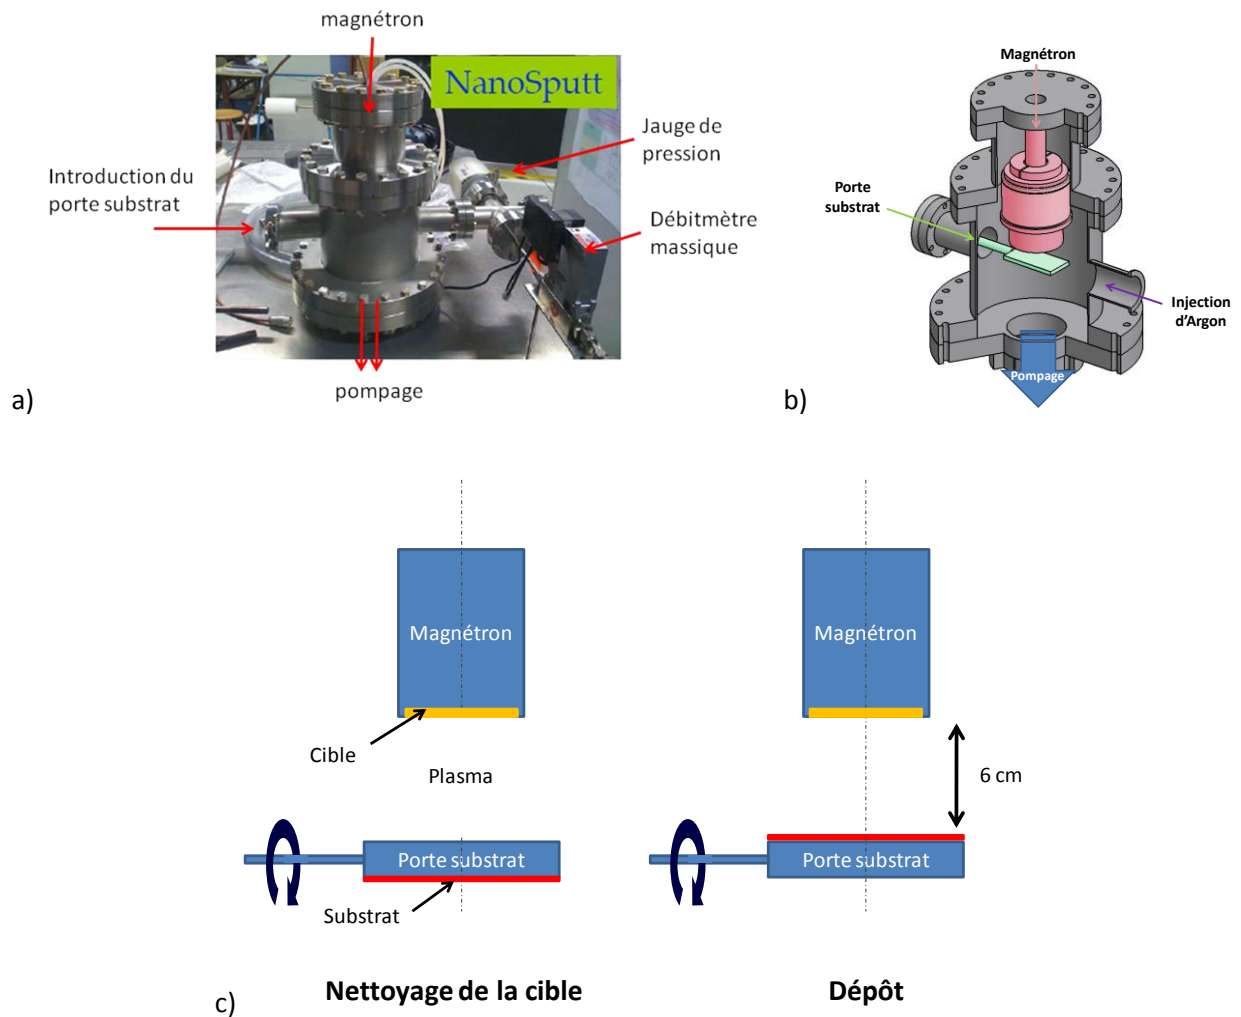 magnétron
NanoSputt
Jauge de
pression
Introduction du
porte substrat
Débitmètre
massique
pompage
a)
Magnétron
Porte
substrat
Injection
d'Argon
Pompage
b)
Magnétron
Magnétron
Cible
Plasma
6 cm
Porte substrat
Porte substrat
Substrat
c)
Nettoyage de la cible
Dépôt